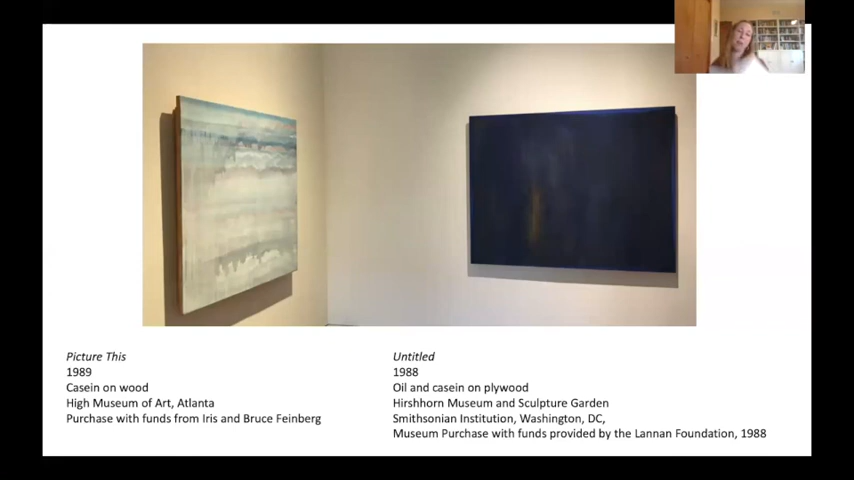 Picture This
1989
Casein on wood
High Museum of Art, Atlanta
Purchase with funds from Iris and Bruce Feinberg
Untitled
1988
Oil and casein on plywood
Hirshhorn Museum and Sculpture Garden
Smithsonian Institution, Washington, DC,
Museum Purchase with funds provided by the Lannan Foundation, 1988